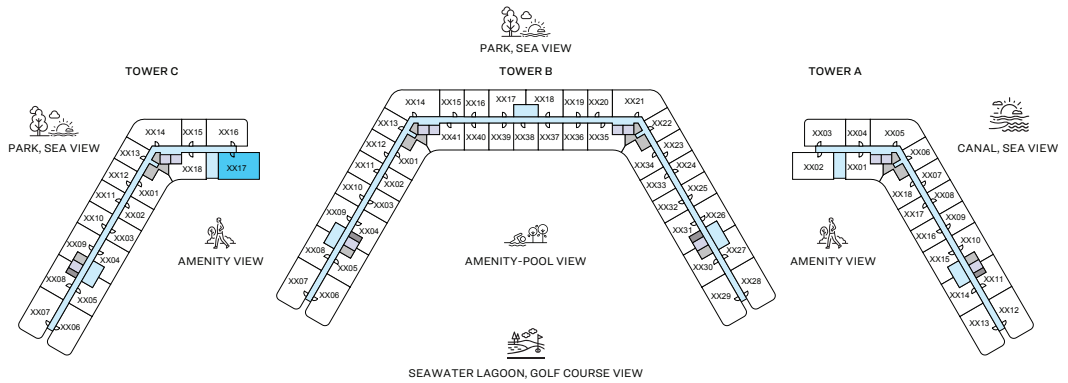 PARK, SEA VIEW
TOWER C
TOWER B
TOWER A
XX14
XX15
XX16
XX13
XX12
XX11
XX10
XX09
XX08
XX07
XX06
XX05
XX04
XX03
XX02
XX01
XX18
XX17
PARK, SEA VIEW
AMENITY VIEW
XX14
XX15
XX16
XX17
XX18
XX19
XX20
XX21
XX13
XX12
XX11
XX10
XX09
XX08
XX07
XX06
XX05
XX04
XX03
XX02
XX01
XX41
XX40
XX39
XX38
XX37
XX36
XX35
XX34
XX33
XX32
XX31
XX30
XX29
XX28
XX27
XX26
XX25
XX24
XX23
XX22
AMENITY-POOL VIEW
XX03
XX04
XX05
XX02
XX01
XX06
XX07
XX08
XX09
XX10
XX11
XX12
XX13
XX14
XX15
XX16
XX17
XX18
CANAL, SEA VIEW
AMENITY VIEW
SEAWATER LAGOON, GOLF COURSE VIEW